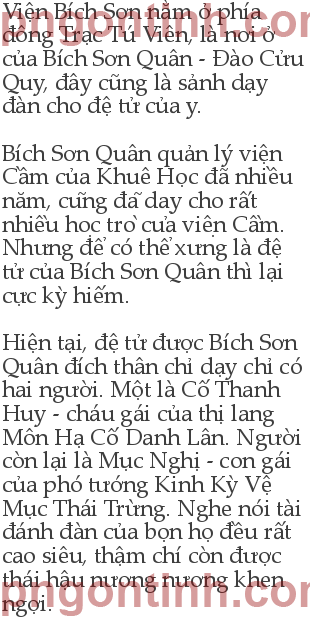 pngontinh.com
Viện Bích Sơn nằm ở phía
đông Trạc Tú Viên, là nơi ở
của Bích Sơn Quân - Đào Cửu
Quy, đây cũng là sảnh dạy
đàn cho đệ tử của y.
Bích Sơn Quân quản lý viện
Cầm của Khuê Học đã nhiều
năm, cũng đã day cho rất
nhiều hoc trò của viện Cầm.
Nhưng để có thể xưng là đệ
tử của Bích Sơn Quân thì lại
cực kỳ hiếm.
Hiện tại, đệ tử được Bích Sơn
Quân đích thân chỉ dạy chỉ có
hai người. Một là Cố Thanh
Huy - cháu gái của thị lang
Môn Hạ Cố Danh Lân. Người
còn lại là Mục Nghị - con gái
của phó tướng Kinh Kỳ Vệ
Mục Thái Trừng. Nghe nói tài
đánh đàn của bọn họ đều rất
cao siêu, thậm chí còn được
thái hậu nương nương khen
ngợi.
pngontinh.com